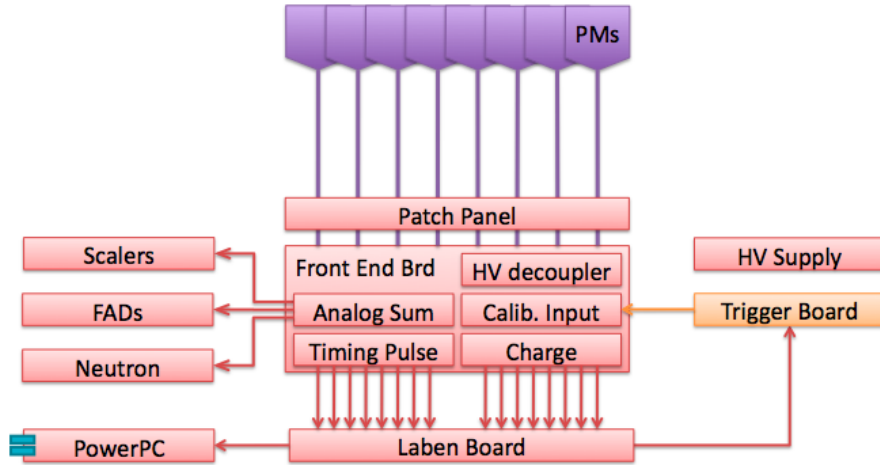 PMs
Patch Panel
Scalers
Front End Brd
HV decoupler
HV Supply
FADs
Analog Sum
Calib. Input
Trigger Board
Neutron
Timing Pulse
Charge
PowerPC
Laben Board